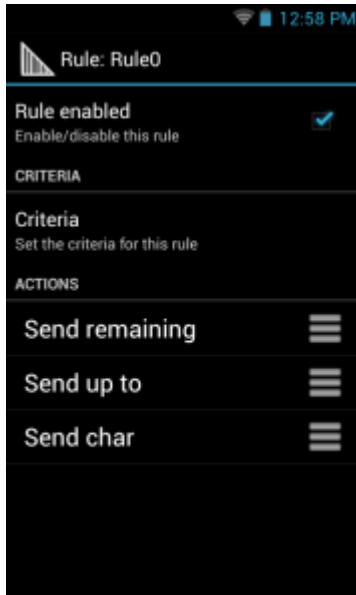 12:58 PM
Rule: Rule0
Rule enabled
Enable/disable this rule
CRITERIA
Criteria
Set the criteria for this rule
ACTIONS
Send remaining
Send up to
Send char